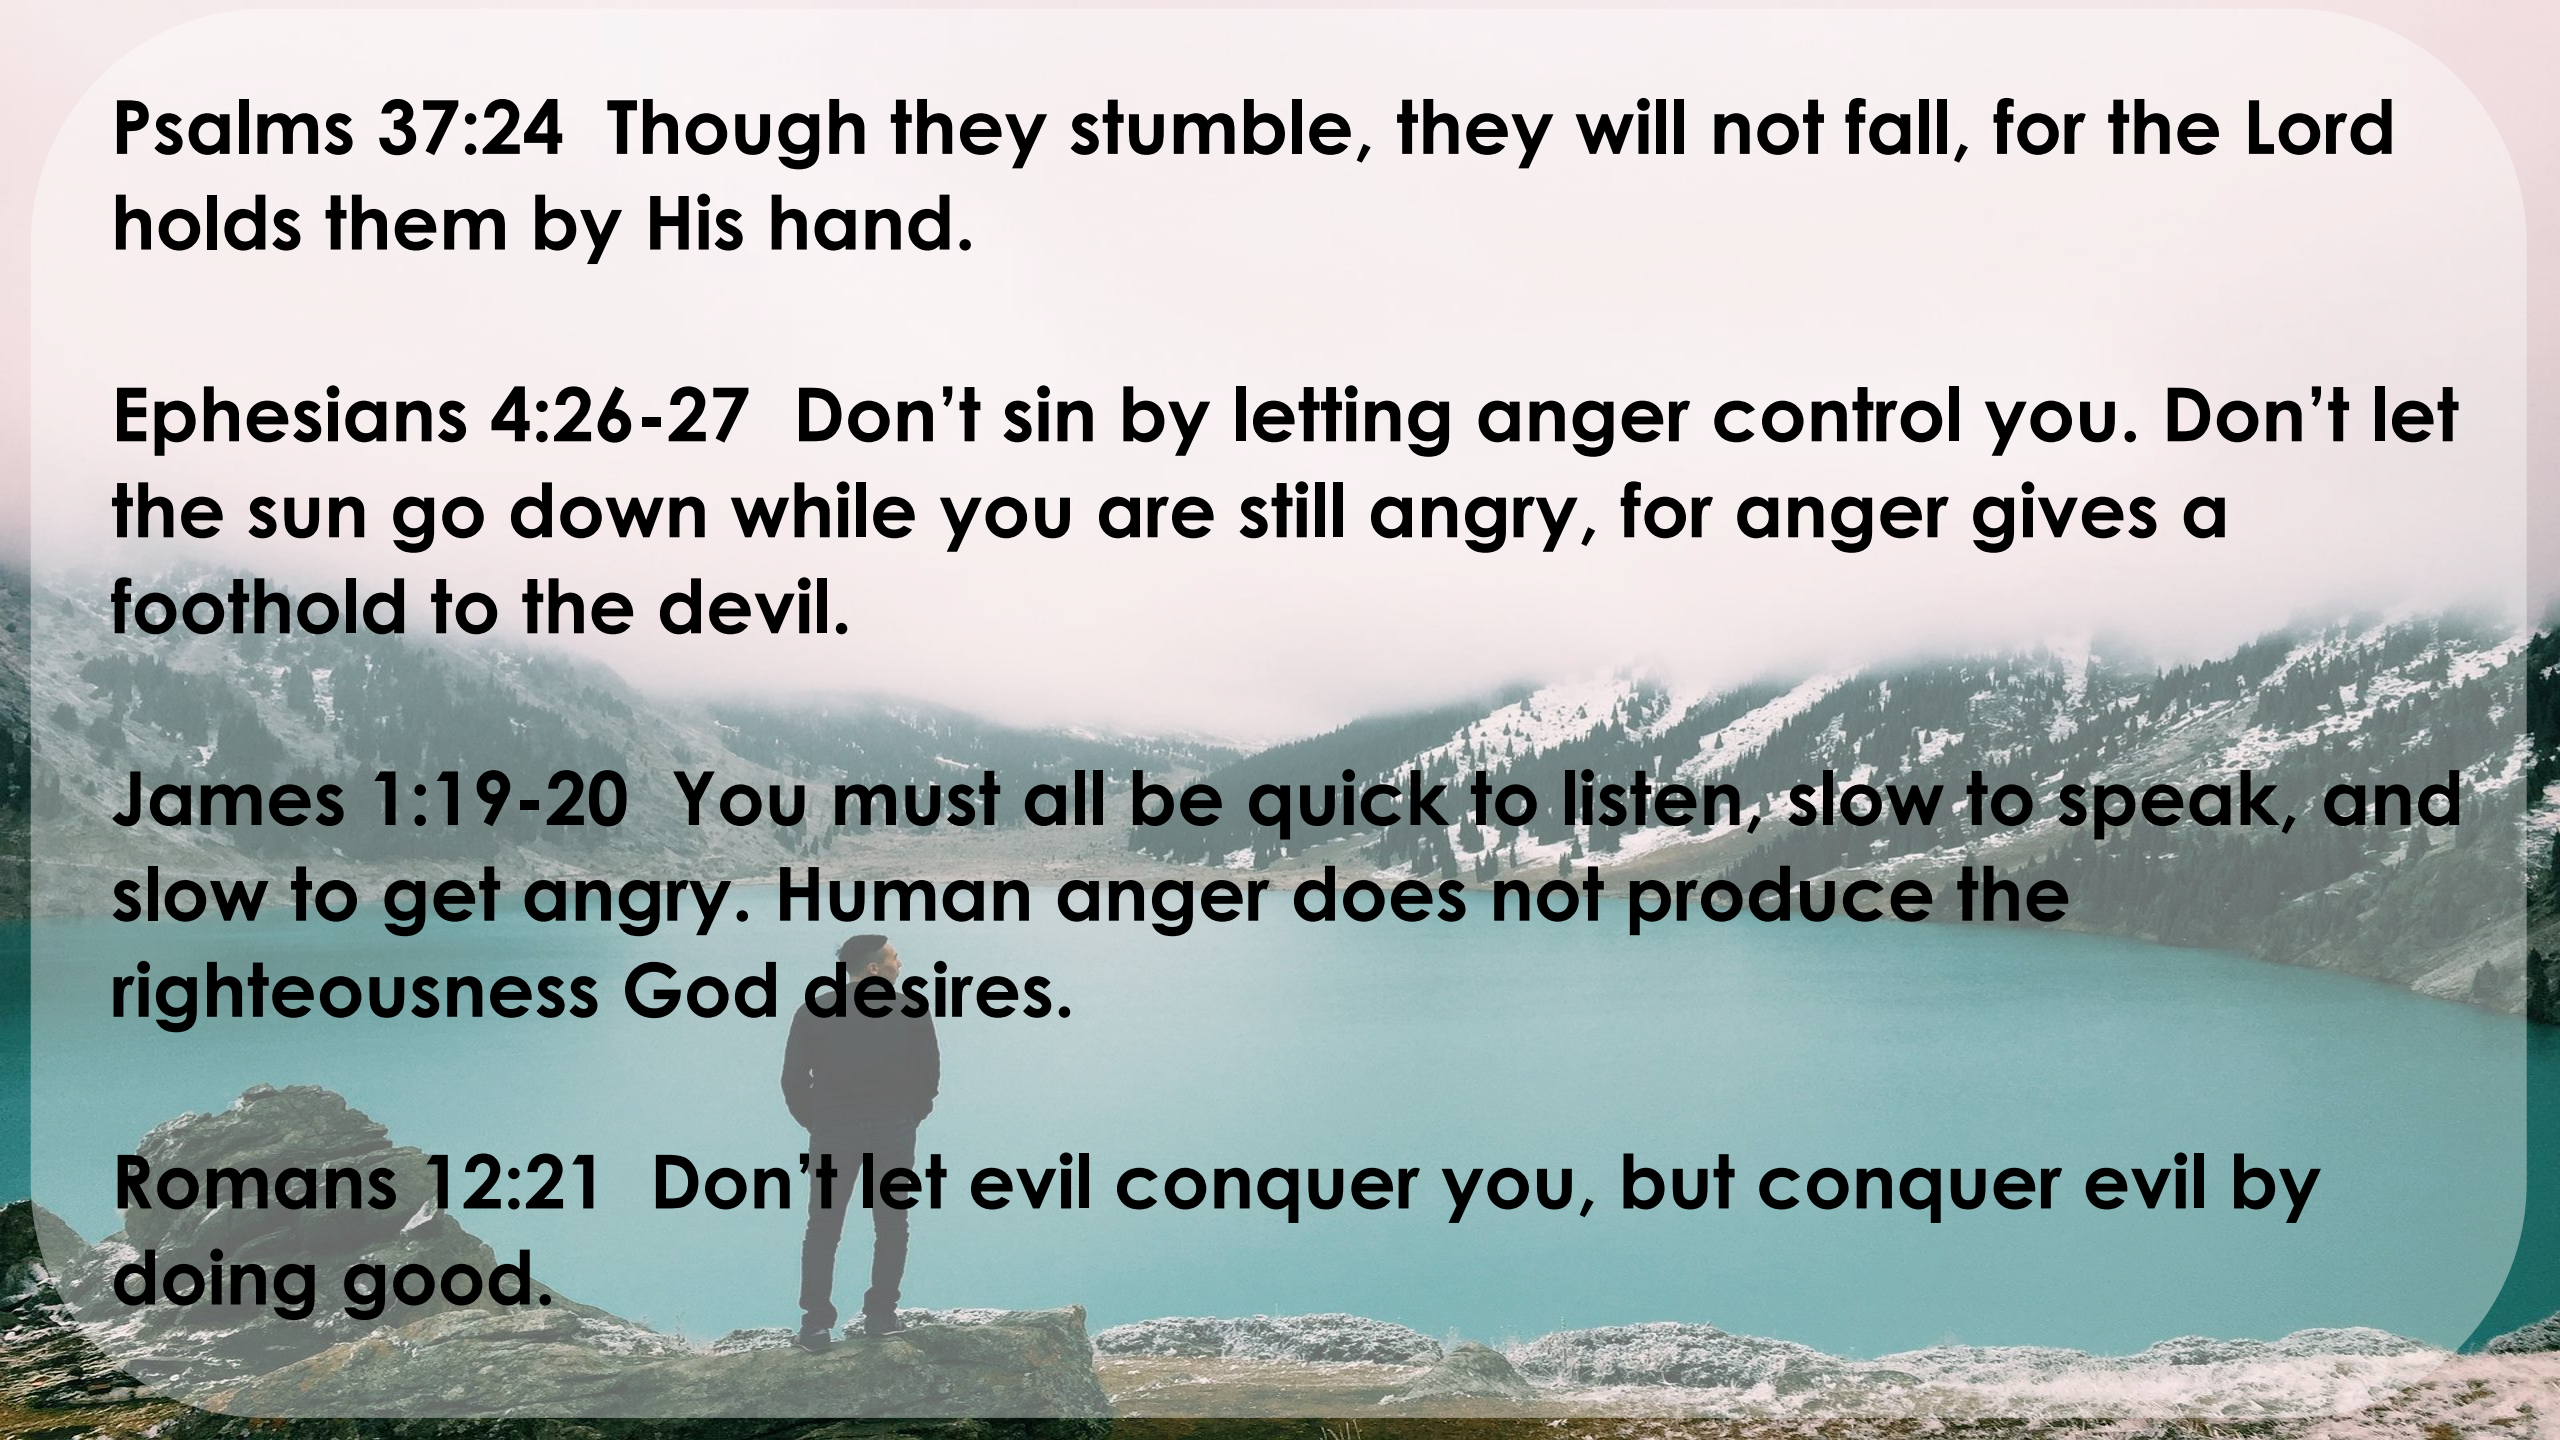 Psalms 37:24  Though they stumble, they will not fall, for the Lord
holds them by His hand.
Ephesians 4:26-27  Don’t sin by letting anger control you. Don’t let
the sun go down while you are still angry, for anger gives a
foothold to the devil.
James 1:19-20  You must all be quick to listen, slow to speak, and
slow to get angry. Human anger does not produce the
righteousness God desires.
Romans 12:21  Don’t let evil conquer you, but conquer evil by
doing good.